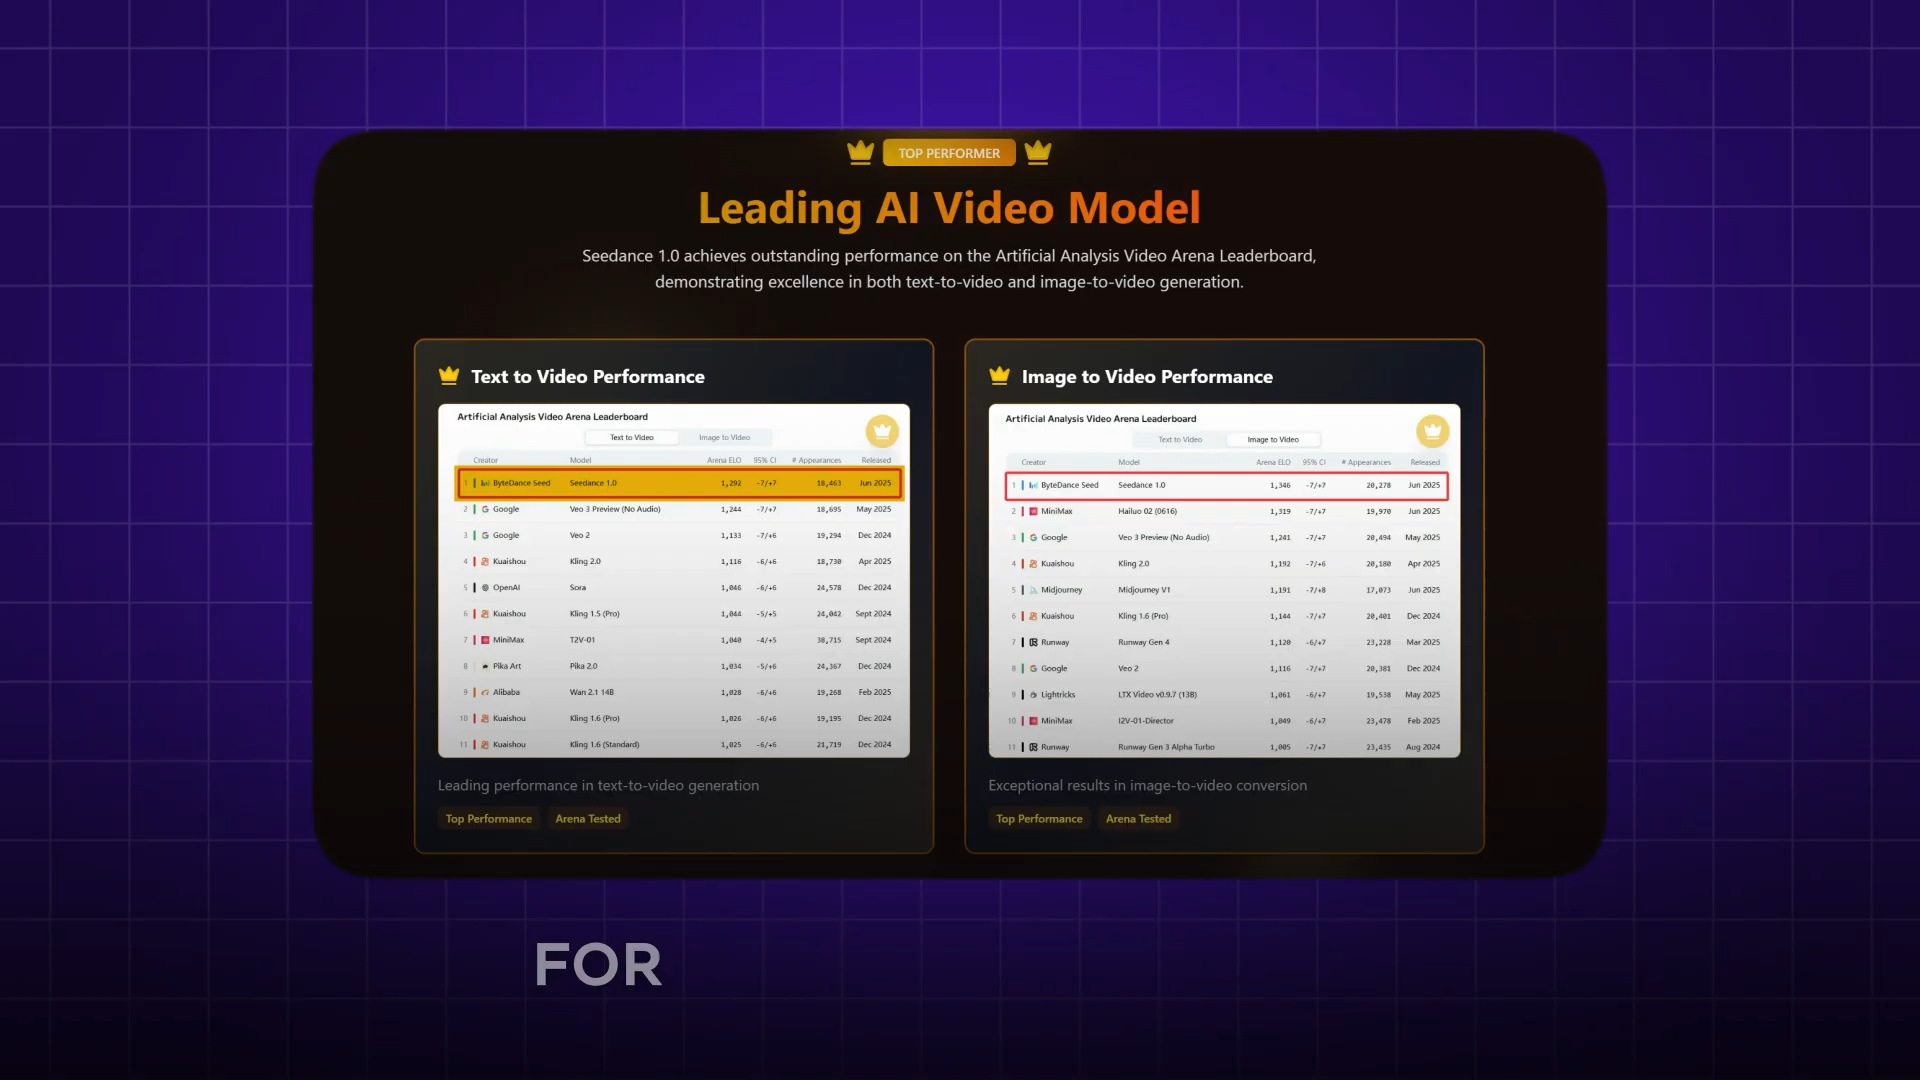 TOP PERFORMER
Leading AI Video Model
Seedance 1.0 achieves outstanding performance on the Artificial Analysis Video Arena Leaderboard,
demonstrating excellence in both text-to-video and image-to-video generation.
Text to Video Performance
Artificial Analysis Video Arena Leaderboard
Text to Video Image to Video
Creator Model Arena ELO 95% CI # Appearances Released
1 ByteDance Seed Seedance 1.0 1,292 -7/+7 18,463 Jun 2025
2 Google Veo 3 Preview (No Audio) 1,244 -7/+7 18,695 May 2025
3 Google Veo 2 1,133 -7/+6 19,294 Dec 2024
4 Kuaishou Kling 2.0 1,116 -6/+6 18,730 Apr 2025
5 OpenAI Sora 1,046 -6/+6 24,578 Dec 2024
6 Kuaishou Kling 1.5 (Pro) 1,044 -5/+5 24,042 Sept 2024
7 MiniMax T2V-01 1,040 -4/+5 38,715 Sept 2024
8 Pika Art Pika 2.0 1,034 -5/+6 24,367 Dec 2024
9 Alibaba Wan 2.1 14B 1,028 -6/+6 19,268 Feb 2025
10 Kuaishou Kling 1.6 (Pro) 1,026 -6/+6 19,195 Dec 2024
11 Kuaishou Kling 1.6 (Standard) 1,025 -6/+6 21,719 Dec 2024
Leading performance in text-to-video generation
Top Performance Arena Tested
Image to Video Performance
Artificial Analysis Video Arena Leaderboard
Text to Video Image to Video
Creator Model Arena ELO 95% CI # Appearances Released
1 ByteDance Seed Seedance 1.0 1,346 -7/+7 20,278 Jun 2025
2 MiniMax Hailuo 02 (0616) 1,319 -7/+7 19,970 Jun 2025
3 Google Veo 3 Preview (No Audio) 1,241 -7/+7 20,494 May 2025
4 Kuaishou Kling 2.0 1,192 -7/+6 20,180 Apr 2025
5 Midjourney Midjourney V1 1,191 -7/+8 17,073 Jun 2025
6 Kuaishou Kling 1.6 (Pro) 1,144 -7/+7 20,401 Dec 2024
7 Runway Runway Gen 4 1,120 -6/+7 23,228 Mar 2025
8 Google Veo 2 1,116 -7/+7 20,381 Dec 2024
9 Lightricks LTX Video v0.9.7 (13B) 1,061 -6/+7 19,538 May 2025
10 MiniMax I2V-01-Director 1,049 -6/+7 23,478 Feb 2025
11 Runway Runway Gen 3 Alpha Turbo 1,005 -7/+7 23,435 Aug 2024
Exceptional results in image-to-video conversion
Top Performance Arena Tested
FOR